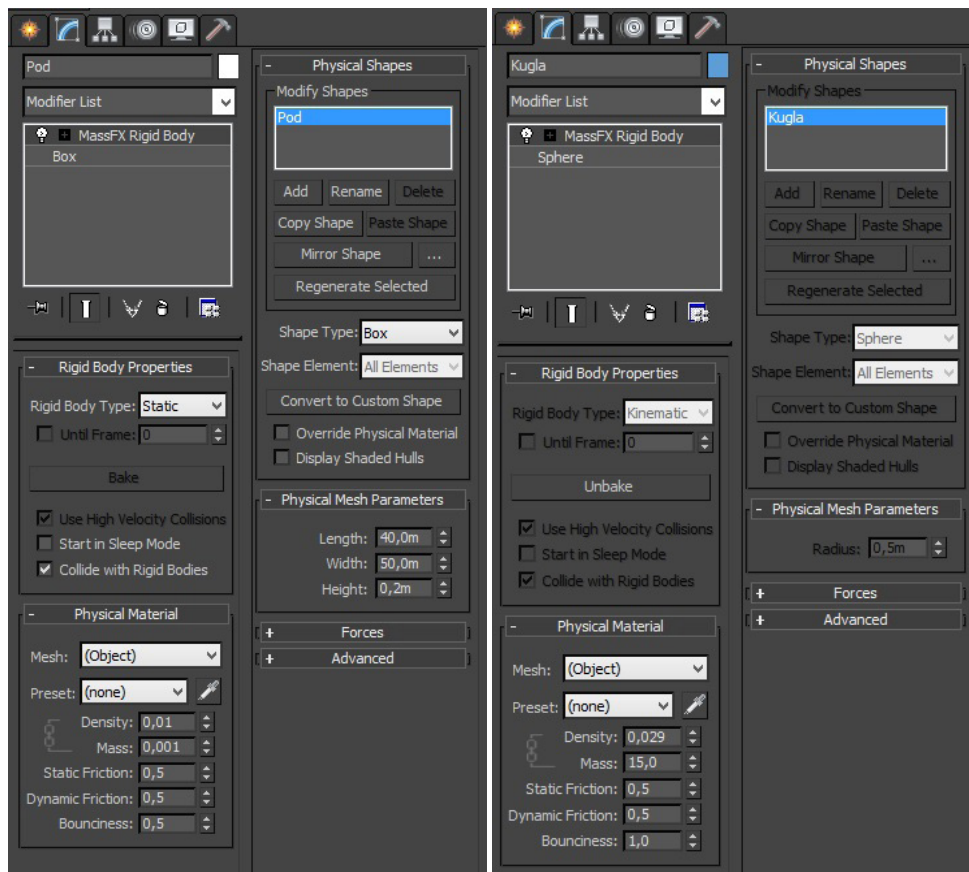 Pod
Modifier List
MassFX Rigid Body
Box
- Rigid Body Properties
Rigid Body Type: Static
Until Frame: 0
Bake
Use High Velocity Collisions
Start in Sleep Mode
Collide with Rigid Bodies
- Physical Material
Mesh: (Object)
Preset: (none)
Density: 0,01
Mass: 0,001
Static Friction: 0,5
Dynamic Friction: 0,5
Bounciness: 0,5
- Physical Shapes
Modify Shapes
Pod
Add Rename Delete
Copy Shape Paste Shape
Mirror Shape ...
Regenerate Selected
Shape Type: Box
Shape Element: All Elements
Convert to Custom Shape
Override Physical Material
Display Shaded Hulls
- Physical Mesh Parameters
Length: 40,0m
Width: 50,0m
Height: 0,2m
+ Forces
+ Advanced
Kugla
Modifier List
MassFX Rigid Body
Sphere
- Rigid Body Properties
Rigid Body Type: Kinematic
Until Frame: 0
Unbake
Use High Velocity Collisions
Start in Sleep Mode
Collide with Rigid Bodies
- Physical Material
Mesh: (Object)
Preset: (none)
Density: 0,029
Mass: 15,0
Static Friction: 0,5
Dynamic Friction: 0,5
Bounciness: 1,0
- Physical Shapes
Modify Shapes
Kugla
Add Rename Delete
Copy Shape Paste Shape
Mirror Shape ...
Regenerate Selected
Shape Type: Sphere
Shape Element: All Elements
Convert to Custom Shape
Override Physical Material
Display Shaded Hulls
- Physical Mesh Parameters
Radius: 0,5m
+ Forces
+ Advanced